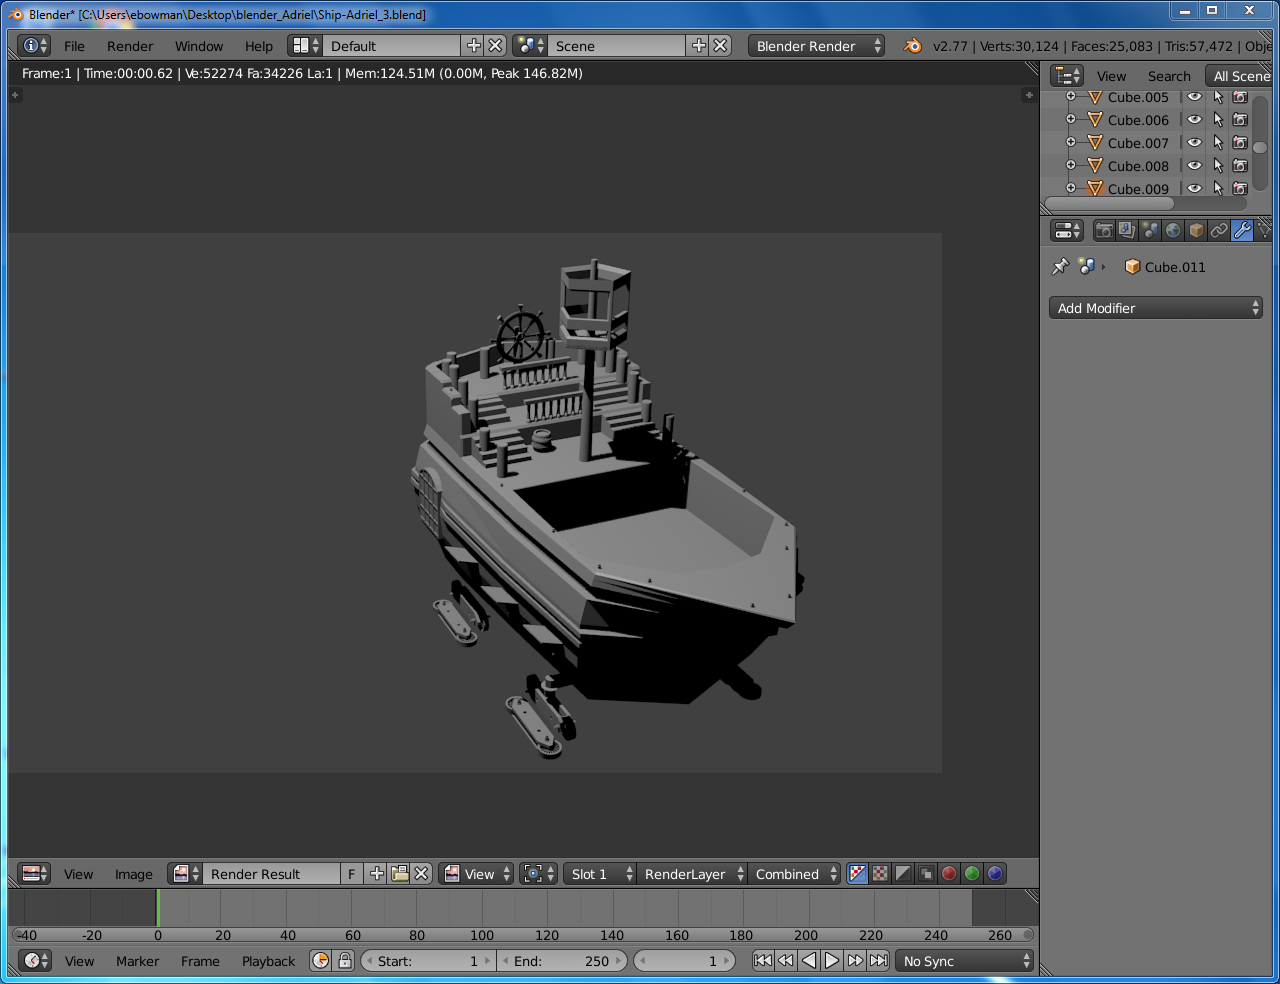 Blender* [C:\Users\ebowman\Desktop\blender_Adriel\Ship-Adriel_3.blend]
File Render Window Help Default Scene Blender Render v2.77 | Verts:30,124 | Faces:25,083 | Tris:57,472 | Obje
Frame:1 | Time:00:00.62 | Ve:52274 Fa:34226 La:1 | Mem:124.51M (0.00M, Peak 146.82M)
View Search All Scene
Cube.005
Cube.006
Cube.007
Cube.008
Cube.009
Cube.011
Add Modifier
View Image Render Result F View Slot 1 RenderLayer Combined
-40 -20 0 20 40 60 80 100 120 140 160 180 200 220 240 260
View Marker Frame Playback Start: 1 End: 250 1 No Sync